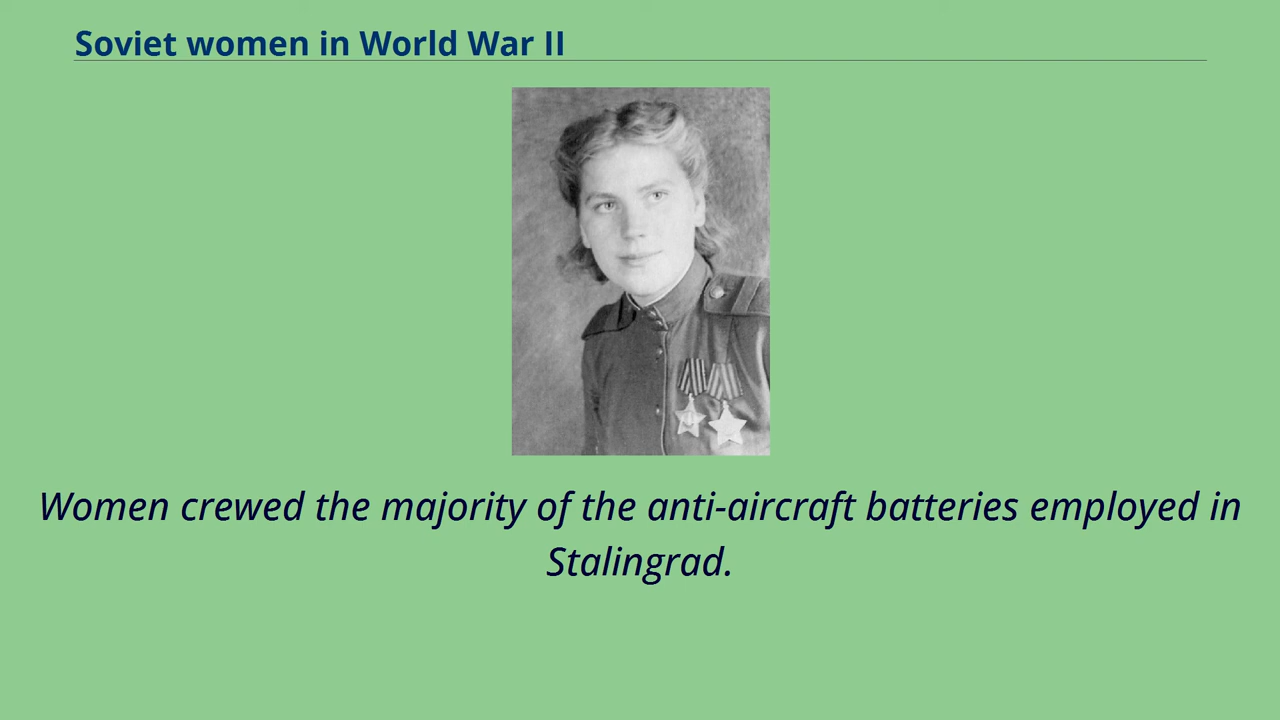 Soviet women in World War II
Women crewed the majority of the anti-aircraft batteries employed in
Stalingrad.